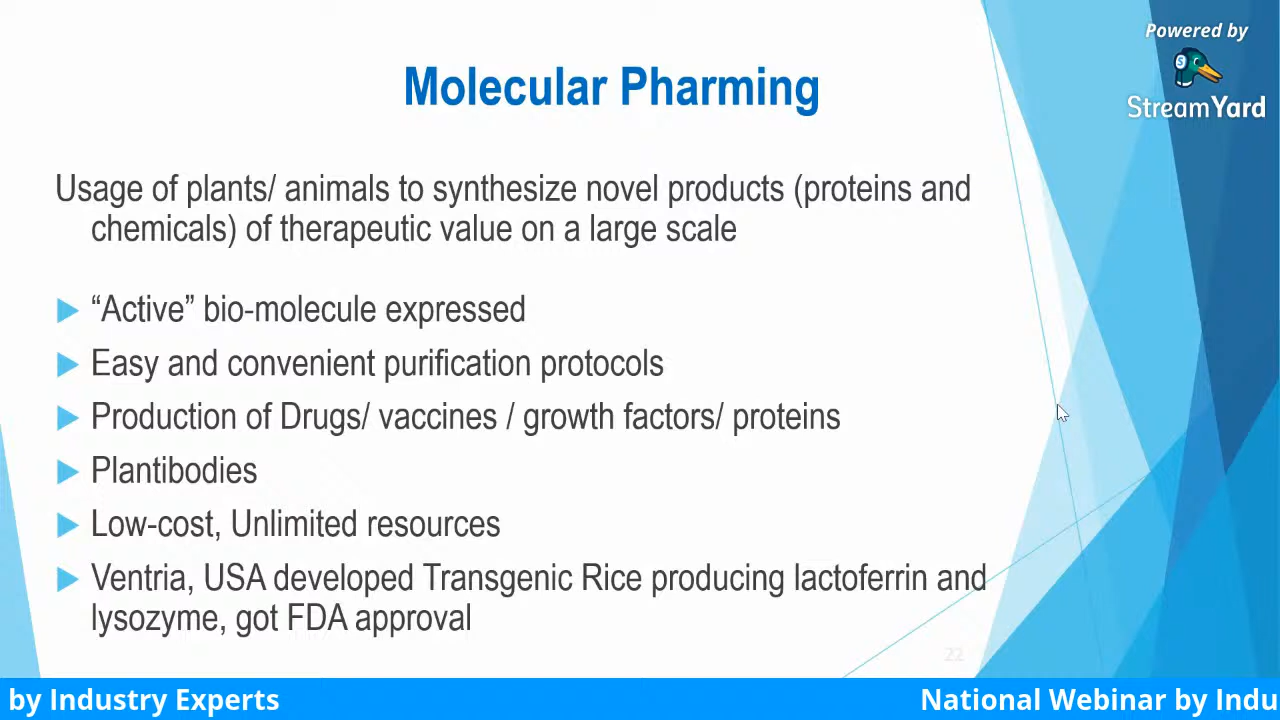 Powered by
StreamYard
Molecular Pharming
Usage of plants/ animals to synthesize novel products (proteins and
chemicals) of therapeutic value on a large scale
“Active” bio-molecule expressed
Easy and convenient purification protocols
Production of Drugs/ vaccines / growth factors/ proteins
Plantibodies
Low-cost, Unlimited resources
Ventria, USA developed Transgenic Rice producing lactoferrin and
lysozyme, got FDA approval
22
by Industry Experts National Webinar by Indu